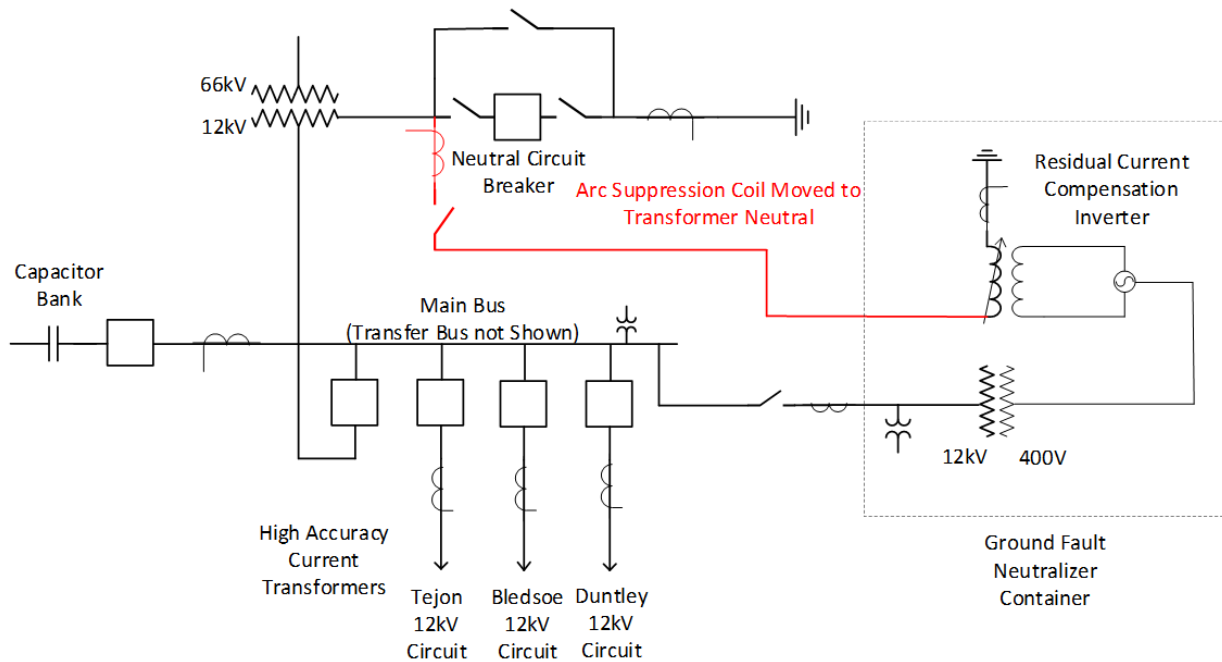 66kV
12kV
Neutral Circuit
Breaker
Arc Suppression Coil Moved to
Transformer Neutral
Residual Current
Compensation
Inverter
Capacitor
Bank
Main Bus
(Transfer Bus not Shown)
12kV
400V
High Accuracy
Current
Transformers
Tejon
12kV
Circuit
Bledsoe
12kV
Circuit
Duntley
12kV
Circuit
Ground Fault
Neutralizer
Container